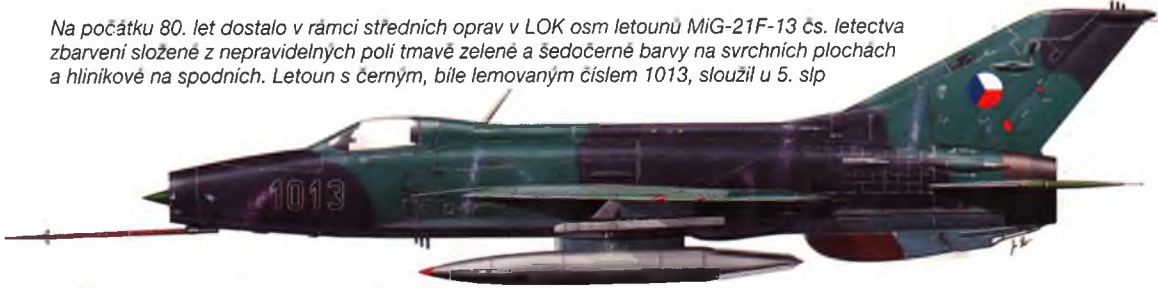 Na počátku 80. let dostalo v rámci středních oprav v LOK osm letounů MiG-21F-13 čs. letectva
zbarvení složené z nepravidelných polí tmavě zelené a šedočerné barvy na svrchních plochách
a hliníkové na spodních. Letoun s černým, bíle lemovaným číslem 1013, sloužil u 5. slp
1013